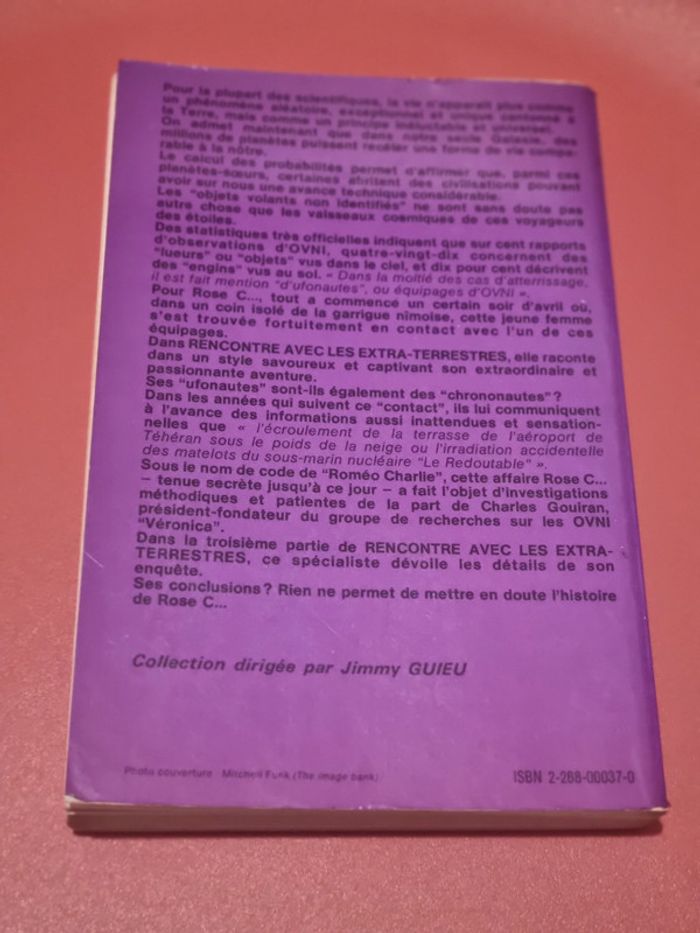 Pour la plupart des scientifiques, la vie n'apparaît plus comme
un phénomène aléatoire, exceptionnel et unique cantonné à
la Terre, mais comme un principe inéluctable et universel.
On admet maintenant que dans notre seule Galaxie, des
millions de planètes puissent recéler une forme de vie compa-
rable à la nôtre.
Le calcul des probabilités permet d'affirmer que, parmi ces
planètes-sœurs, certaines abritent des civilisations pouvant
avoir sur nous une avance technique considérable.
Les "objets volants non identifiés" ne sont sans doute pas
autre chose que les vaisseaux cosmiques de ces voyageurs
des étoiles.
Des statistiques très officielles indiquent que sur cent rapports
d'observations d'OVNI, quatre-vingt-dix concernent des
"lueurs" ou "objets" vus dans le ciel, et dix pour cent décrivent
des "engins" vus au sol. « Dans la moitié des cas d'atterrissage,
il est fait mention "d'ufonautes", ou équipages d'OVNI ».
Pour Rose C..., tout a commencé un certain soir d'avril où,
dans un coin isolé de la garrigue nîmoise, cette jeune femme
s'est trouvée fortuitement en contact avec l'un de ces
équipages.
Dans RENCONTRE AVEC LES EXTRA-TERRESTRES, elle raconte
dans un style savoureux et captivant son extraordinaire et
passionnante aventure.
Ses "ufonautes" sont-ils également des "chrononautes" ?
Dans les années qui suivent ce "contact", ils lui communiquent
à l'avance des informations aussi inattendues et sensation-
nelles que « l'écroulement de la terrasse de l'aéroport de
Téhéran sous le poids de la neige ou l'irradiation accidentelle
des matelots du sous-marin nucléaire "Le Redoutable" ».
Sous le nom de code de "Roméo Charlie", cette affaire Rose C...
– tenue secrète jusqu'à ce jour – a fait l'objet d'investigations
méthodiques et patientes de la part de Charles Gouiran,
président-fondateur du groupe de recherches sur les OVNI
"Véronica".
Dans la troisième partie de RENCONTRE AVEC LES EXTRA-
TERRESTRES, ce spécialiste dévoile les détails de son
enquête.
Ses conclusions ? Rien ne permet de mettre en doute l'histoire
de Rose C...
Collection dirigée par Jimmy GUIEU
Photo couverture : Mitchell Funk (The image bank)
ISBN 2-268-00037-0